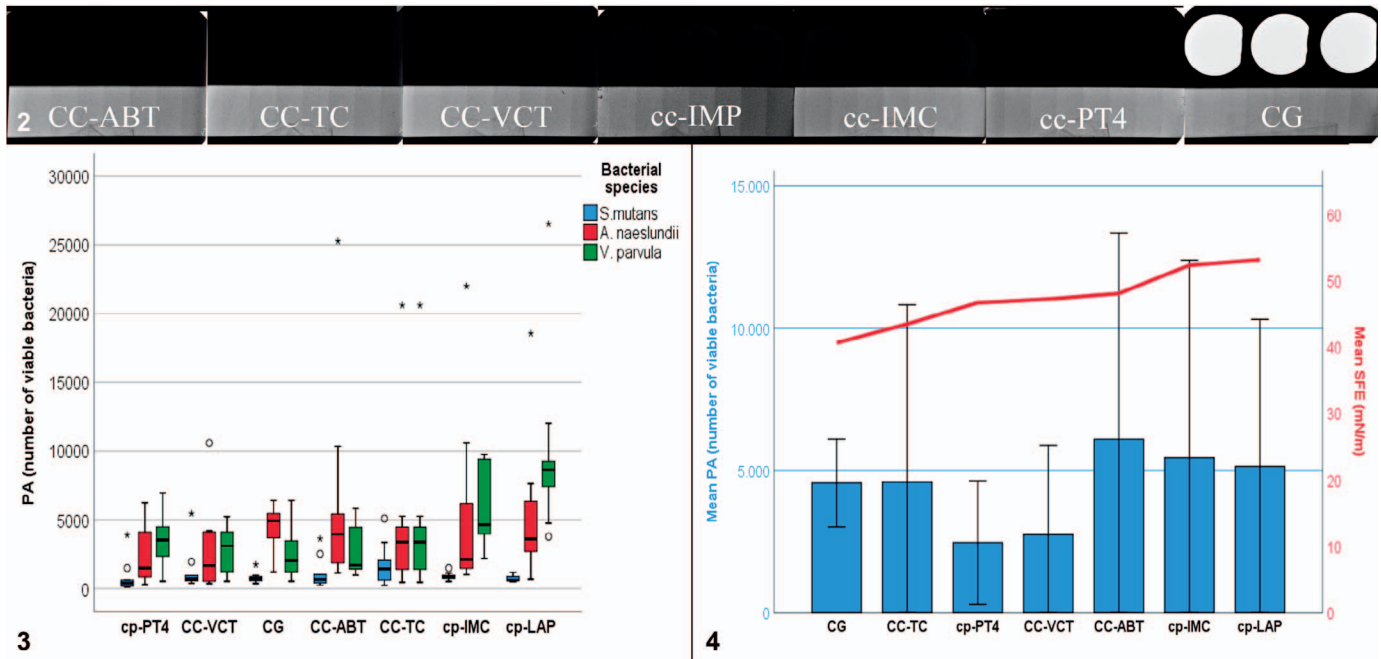 2 CC-ABT CC-TC CC-VCT cc-IMP cc-IMC cc-PT4 CG
30000
25000
20000
15000
10000
5000
0
PA (number of viable bacteria)
Bacterial
species
S.mutans
A. naeslundii
V. parvula
cp-PT4 CC-VCT CG CC-ABT CC-TC cp-IMC cp-LAP
3
15.000
10.000
5.000
0
Mean PA (number of viable bacteria)
60
50
40
30
20
10
0
Mean SFE (mN/m)
CG CC-TC cp-PT4 CC-VCT CC-ABT cp-IMC cp-LAP
4